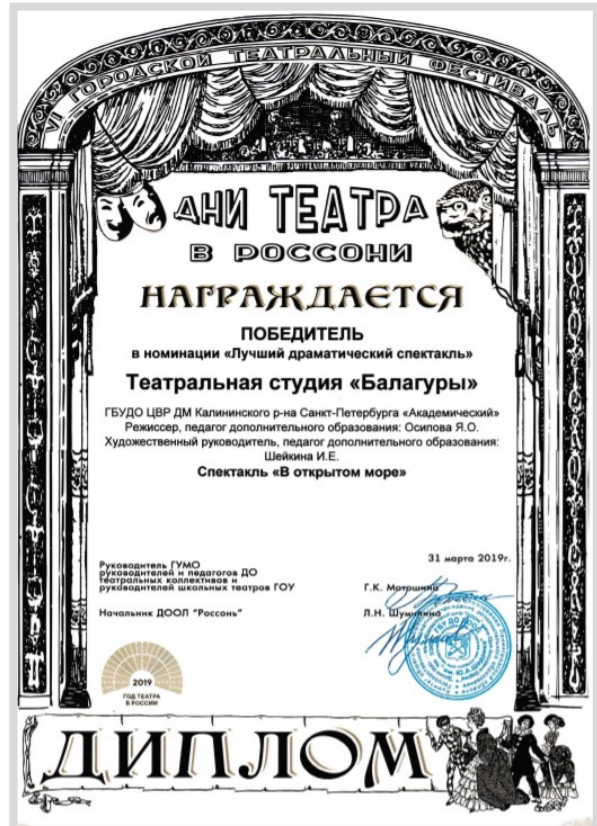 VI ГОРОДСКОЙ ТЕАТРАЛЬНЫЙ ФЕСТИВАЛЬ
ДНИ ТЕАТРА
В РОССОНИ
НАГРАЖДАЕТСЯ
ПОБЕДИТЕЛЬ
в номинации «Лучший драматический спектакль»
Театральная студия «Балагуры»
ГБУДО ЦВР ДМ Калининского р-на Санкт-Петербурга «Академический»
Режиссер, педагог дополнительного образования: Осипова Я.О.
Художественный руководитель, педагог дополнительного образования:
Шейкина И.Е.
Спектакль «В открытом море»
31 марта 2019г.
Руководитель ГУМО
руководителей и педагогов ДО
театральных коллективов и
руководителей школьных театров ГОУ
Г.К. Матошина
Начальник ДООЛ "Россонь"
Л.Н. Шумилкина
2019
ГОД ТЕАТРА
В РОССИИ
ДИПЛОМ